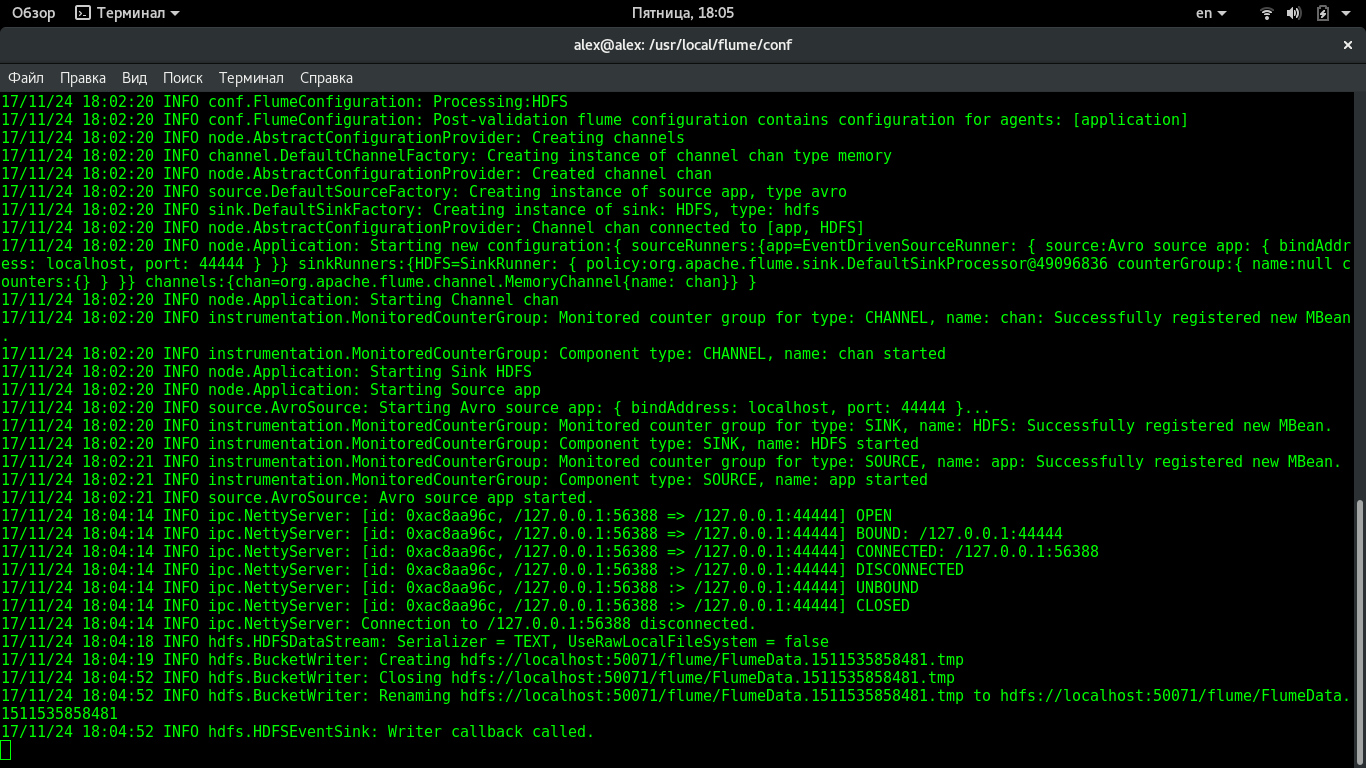 Обзор Терминал Пятница, 18:05 en
alex@alex: /usr/local/flume/conf ×
Файл Правка Вид Поиск Терминал Справка
17/11/24 18:02:20 INFO conf.FlumeConfiguration: Processing:HDFS
17/11/24 18:02:20 INFO conf.FlumeConfiguration: Post-validation flume configuration contains configuration for agents: [application]
17/11/24 18:02:20 INFO node.AbstractConfigurationProvider: Creating channels
17/11/24 18:02:20 INFO channel.DefaultChannelFactory: Creating instance of channel chan type memory
17/11/24 18:02:20 INFO node.AbstractConfigurationProvider: Created channel chan
17/11/24 18:02:20 INFO source.DefaultSourceFactory: Creating instance of source app, type avro
17/11/24 18:02:20 INFO sink.DefaultSinkFactory: Creating instance of sink: HDFS, type: hdfs
17/11/24 18:02:20 INFO node.AbstractConfigurationProvider: Channel chan connected to [app, HDFS]
17/11/24 18:02:20 INFO node.Application: Starting new configuration:{ sourceRunners:{app=EventDrivenSourceRunner: { source:Avro source app: { bindAddr
ess: localhost, port: 44444 } }} sinkRunners:{HDFS=SinkRunner: { policy:org.apache.flume.sink.DefaultSinkProcessor@49096836 counterGroup:{ name:null c
ounters:{} } }} channels:{chan=org.apache.flume.channel.MemoryChannel{name: chan}} }
17/11/24 18:02:20 INFO node.Application: Starting Channel chan
17/11/24 18:02:20 INFO instrumentation.MonitoredCounterGroup: Monitored counter group for type: CHANNEL, name: chan: Successfully registered new MBean
.
17/11/24 18:02:20 INFO instrumentation.MonitoredCounterGroup: Component type: CHANNEL, name: chan started
17/11/24 18:02:20 INFO node.Application: Starting Sink HDFS
17/11/24 18:02:20 INFO node.Application: Starting Source app
17/11/24 18:02:20 INFO source.AvroSource: Starting Avro source app: { bindAddress: localhost, port: 44444 }...
17/11/24 18:02:20 INFO instrumentation.MonitoredCounterGroup: Monitored counter group for type: SINK, name: HDFS: Successfully registered new MBean.
17/11/24 18:02:20 INFO instrumentation.MonitoredCounterGroup: Component type: SINK, name: HDFS started
17/11/24 18:02:21 INFO instrumentation.MonitoredCounterGroup: Monitored counter group for type: SOURCE, name: app: Successfully registered new MBean.
17/11/24 18:02:21 INFO instrumentation.MonitoredCounterGroup: Component type: SOURCE, name: app started
17/11/24 18:02:21 INFO source.AvroSource: Avro source app started.
17/11/24 18:04:14 INFO ipc.NettyServer: [id: 0xac8aa96c, /127.0.0.1:56388 => /127.0.0.1:44444] OPEN
17/11/24 18:04:14 INFO ipc.NettyServer: [id: 0xac8aa96c, /127.0.0.1:56388 => /127.0.0.1:44444] BOUND: /127.0.0.1:44444
17/11/24 18:04:14 INFO ipc.NettyServer: [id: 0xac8aa96c, /127.0.0.1:56388 => /127.0.0.1:44444] CONNECTED: /127.0.0.1:56388
17/11/24 18:04:14 INFO ipc.NettyServer: [id: 0xac8aa96c, /127.0.0.1:56388 :> /127.0.0.1:44444] DISCONNECTED
17/11/24 18:04:14 INFO ipc.NettyServer: [id: 0xac8aa96c, /127.0.0.1:56388 :> /127.0.0.1:44444] UNBOUND
17/11/24 18:04:14 INFO ipc.NettyServer: [id: 0xac8aa96c, /127.0.0.1:56388 :> /127.0.0.1:44444] CLOSED
17/11/24 18:04:14 INFO ipc.NettyServer: Connection to /127.0.0.1:56388 disconnected.
17/11/24 18:04:18 INFO hdfs.HDFSDataStream: Serializer = TEXT, UseRawLocalFileSystem = false
17/11/24 18:04:19 INFO hdfs.BucketWriter: Creating hdfs://localhost:50071/flume/FlumeData.1511535858481.tmp
17/11/24 18:04:52 INFO hdfs.BucketWriter: Closing hdfs://localhost:50071/flume/FlumeData.1511535858481.tmp
17/11/24 18:04:52 INFO hdfs.BucketWriter: Renaming hdfs://localhost:50071/flume/FlumeData.1511535858481.tmp to hdfs://localhost:50071/flume/FlumeData.
1511535858481
17/11/24 18:04:52 INFO hdfs.HDFSEventSink: Writer callback called.